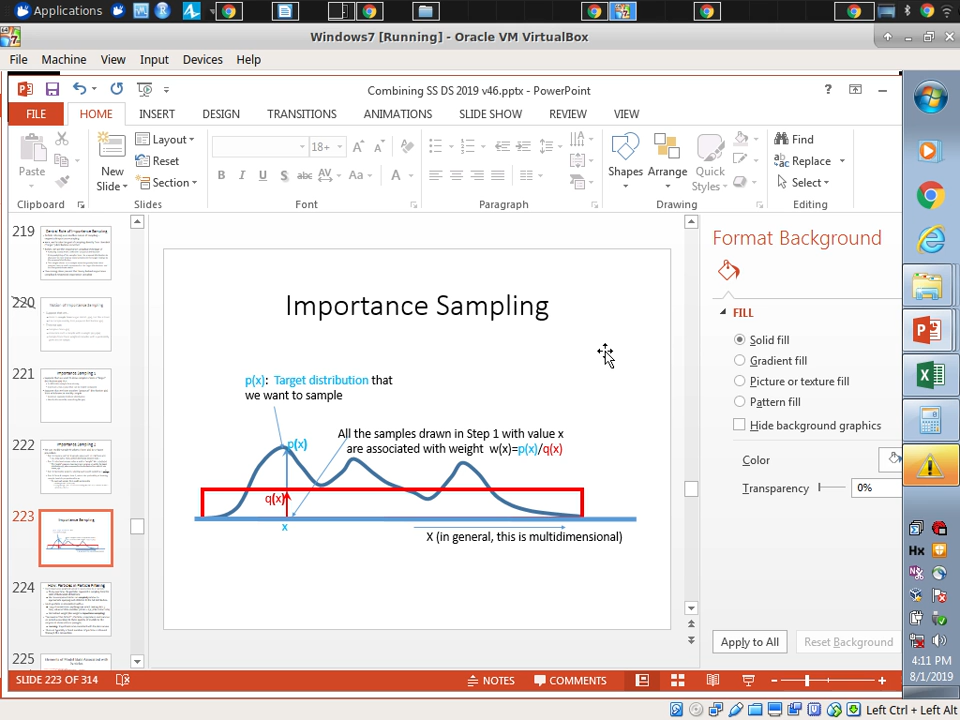 Applications
Windows7 [Running] - Oracle VM VirtualBox
File Machine View Input Devices Help
Combining SS DS 2019 v46.pptx - PowerPoint
FILE HOME INSERT DESIGN TRANSITIONS ANIMATIONS SLIDE SHOW REVIEW VIEW
Paste
New
Slide
Layout
Reset
Section
18+
B I U S abc AV Aa A
Shapes Arrange Quick
Styles
Find
Replace
Select
Clipboard Slides Font Paragraph Drawing Editing
219
220
221
222
223
Importance Sampling
224
225
Importance Sampling
p(x): Target distribution that
we want to sample
All the samples drawn in Step 1 with value x
are associated with weight w(x)=p(x)/q(x)
p(x)
q(x)
x
X (in general, this is multidimensional)
Format Background
FILL
Solid fill
Gradient fill
Picture or texture fill
Pattern fill
Hide background graphics
Color
Transparency 0%
Apply to All Reset Background
SLIDE 223 OF 314 NOTES COMMENTS
4:11 PM
8/1/2019
Left Ctrl + Left Alt